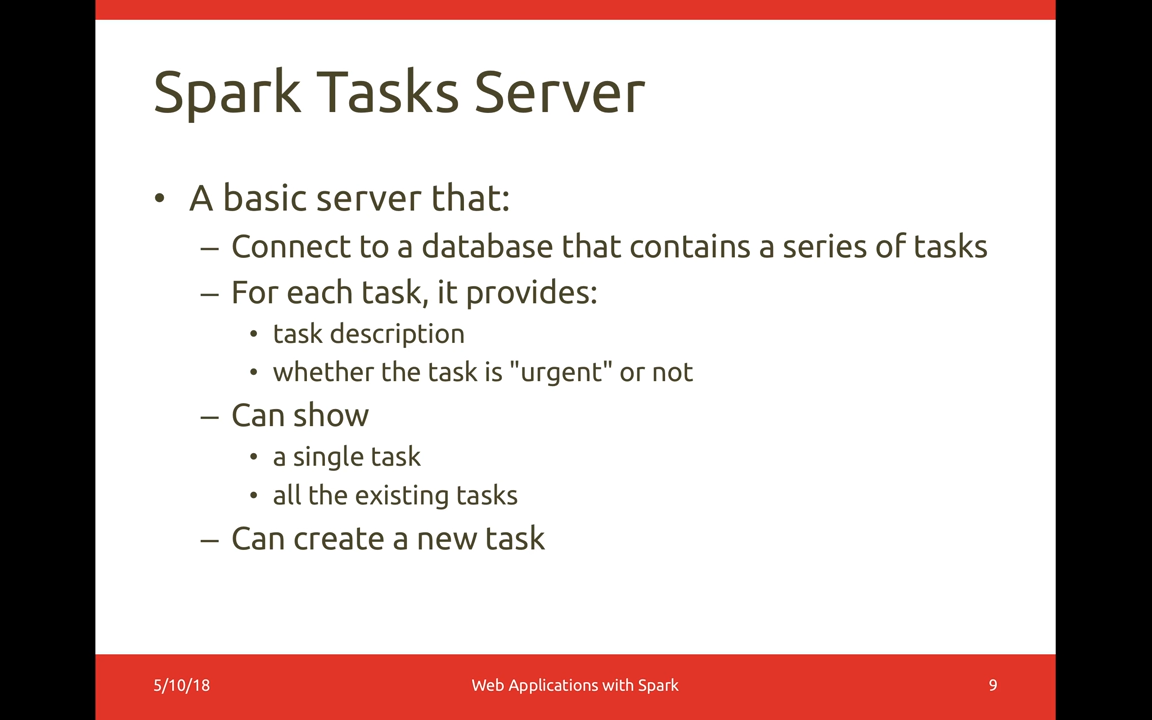 Spark Tasks Server
• A basic server that:
– Connect to a database that contains a series of tasks
– For each task, it provides:
• task description
• whether the task is "urgent" or not
– Can show
• a single task
• all the existing tasks
– Can create a new task
5/10/18 Web Applications with Spark 9